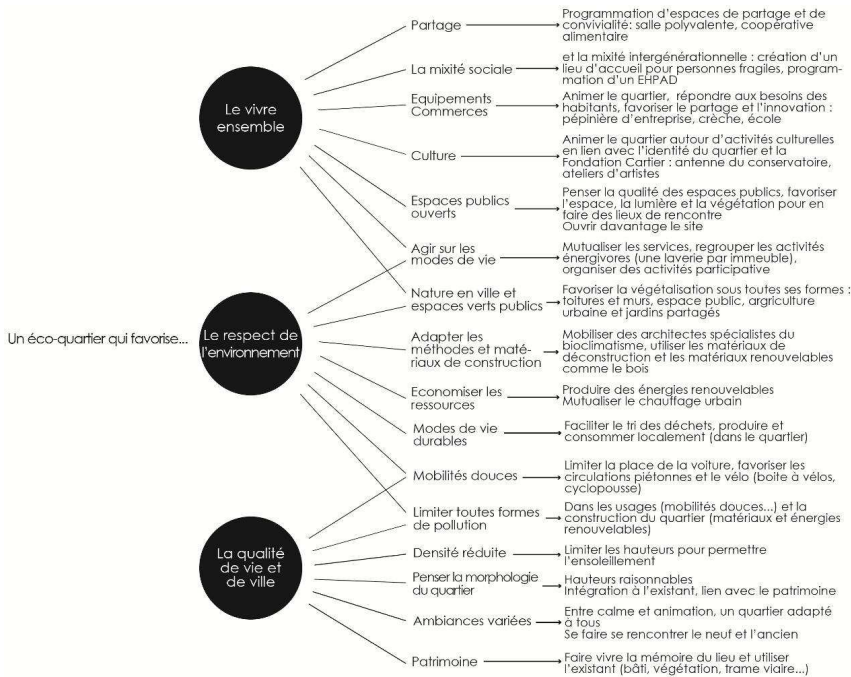 Un éco-quartier qui favorise...
Le vivre
ensemble
Partage
Programmation d'espaces de partage et de
convivialité: salle polyvalente, coopérative
alimentaire
La mixité sociale
et la mixité intergénérationnelle : création d'un
lieu d'accueil pour personnes fragiles, program-
mation d'un EHPAD
Equipements
Commerces
Animer le quartier, répondre aux besoins des
habitants, favoriser le partage et l'innovation :
pépinière d'entreprise, crèche, école
Culture
Animer le quartier autour d'activités culturelles
en lien avec l'identité du quartier et la
Fondation Cartier : antenne du conservatoire,
ateliers d'artistes
Espaces publics
ouverts
Penser la qualité des espaces publics, favoriser
l'espace, la lumière et la végétation pour en
faire des lieux de rencontre
Ouvrir davantage le site
Agir sur les
modes de vie
Mutualiser les services, regrouper les activités
énergivores (une laverie par immeuble),
organiser des activités participative
Le respect de
l'environnement
Nature en ville et
espaces verts publics
Favoriser la végétalisation sous toutes ses formes :
toitures et murs, espace public, argriculture
urbaine et jardins partagés
Adapter les
méthodes et maté-
riaux de construction
Mobiliser des architectes spécialistes du
bioclimatisme, utiliser les matériaux de
déconstruction et les matériaux renouvelables
comme le bois
Economiser les
ressources
Produire des énergies renouvelables
Mutualiser le chauffage urbain
Modes de vie
durables
Faciliter le tri des déchets, produire et
consommer localement (dans le quartier)
Mobilités douces
Limiter la place de la voiture, favoriser les
circulations piétonnes et le vélo (boite à vélos,
cyclopousse)
Limiter toutes formes
de pollution
Dans les usages (mobilités douces...) et la
construction du quartier (matériaux et énergies
renouvelables)
La qualité
de vie et
de ville
Densité réduite
Limiter les hauteurs pour permettre
l'ensoleillement
Penser la morphologie
du quartier
Hauteurs raisonnables
Intégration à l'existant, lien avec le patrimoine
Ambiances variées
Entre calme et animation, un quartier adapté
à tous
Se faire se rencontrer le neuf et l'ancien
Patrimoine
Faire vivre la mémoire du lieu et utiliser
l'existant (bâti, végétation, trame viaire...)